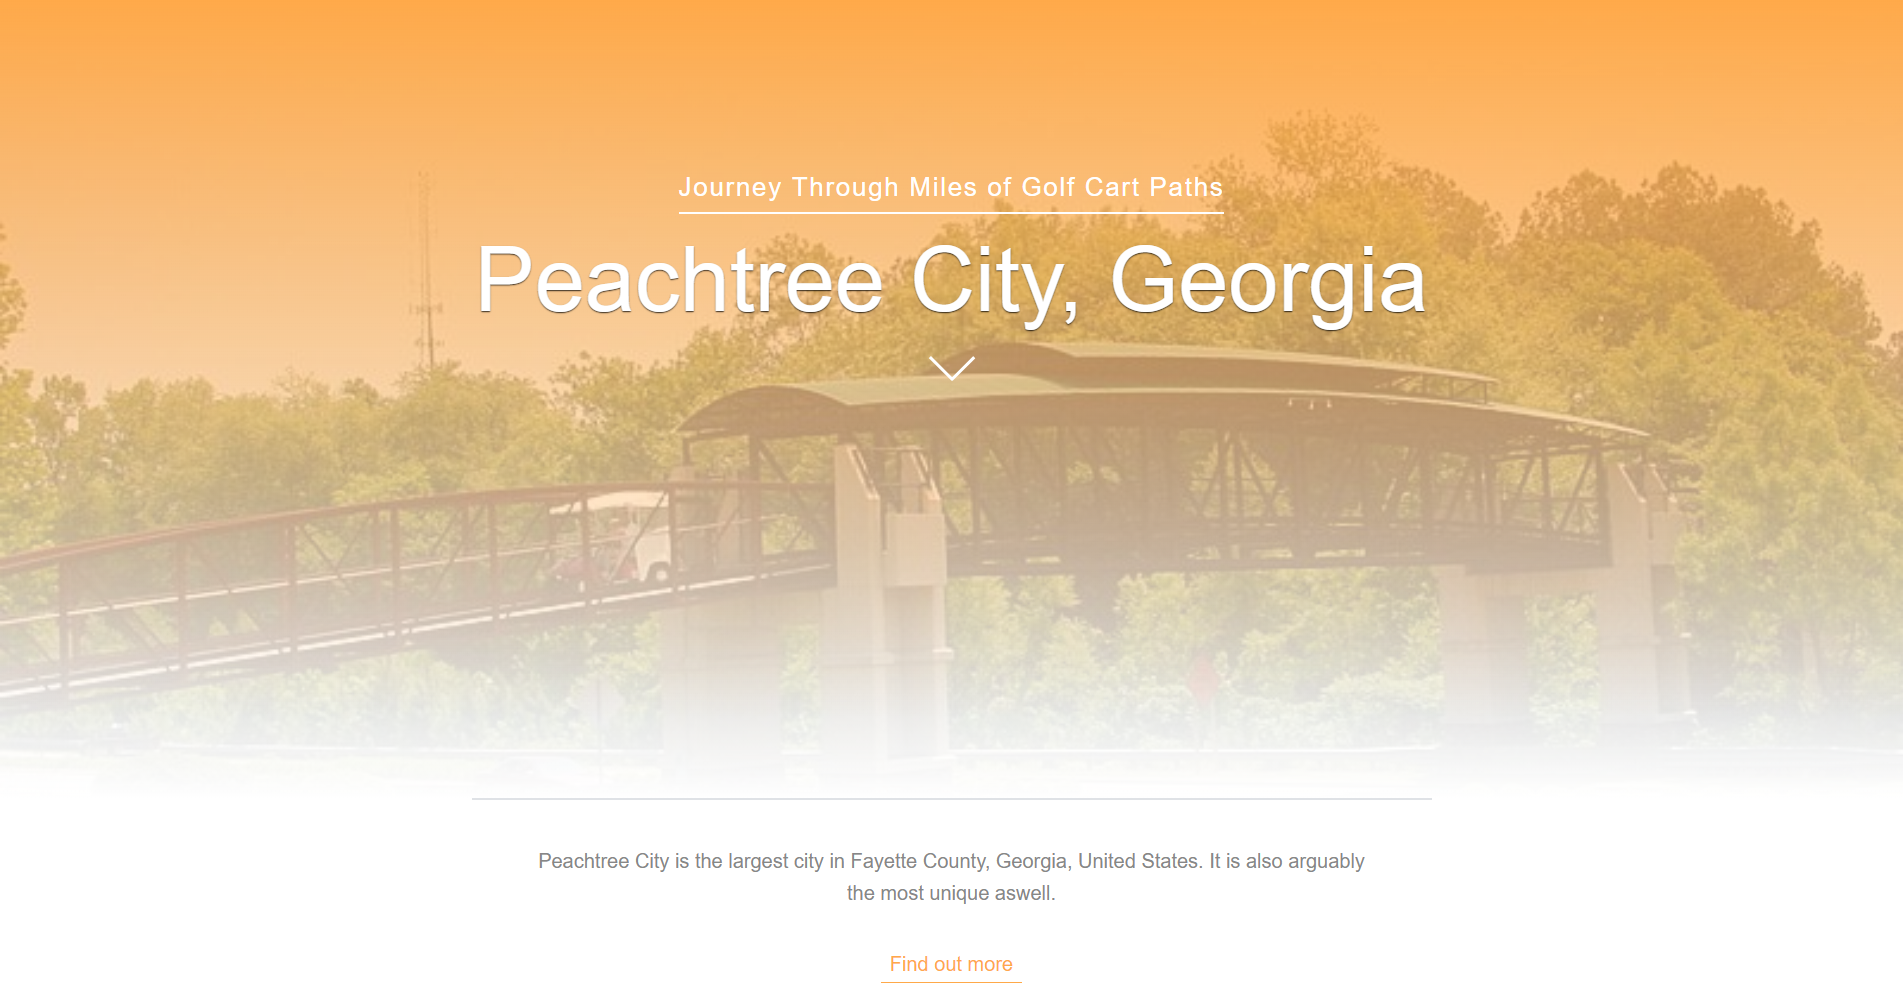 Journey Through Miles of Golf Cart Paths
Peachtree City, Georgia
Peachtree City is the largest city in Fayette County, Georgia, United States. It is also arguably
the most unique aswell.
Find out more